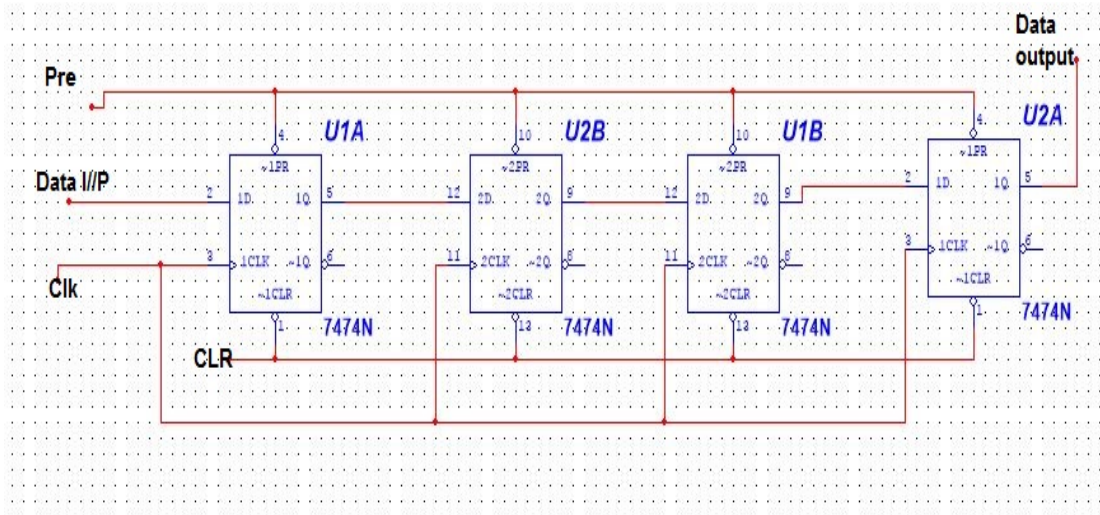 Data
output
Pre
U1A
U2B
U1B
U2A
4
10
10
4
~1PR
~2PR
~2PR
~1PR
Data I//P
2
1D
1Q
5
12
2D
2Q
9
12
2D
2Q
9
2
1D
1Q
5
3
1CLK
~1Q
6
11
2CLK
~2Q
8
11
2CLK
~2Q
8
3
1CLK
~1Q
6
Clk
~1CLR
~2CLR
~2CLR
~1CLR
1
7474N
13
7474N
13
7474N
1
7474N
CLR